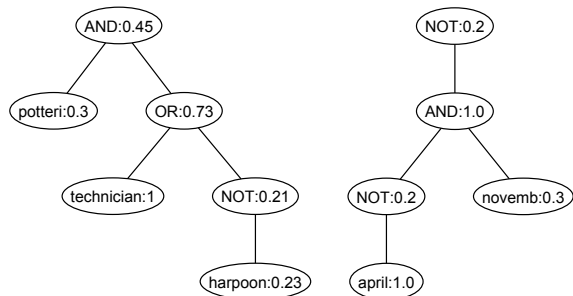 AND:0.45
NOT:0.2
potteri:0.3
OR:0.73
AND:1.0
technician:1
NOT:0.21
NOT:0.2
novemb:0.3
harpoon:0.23
april:1.0